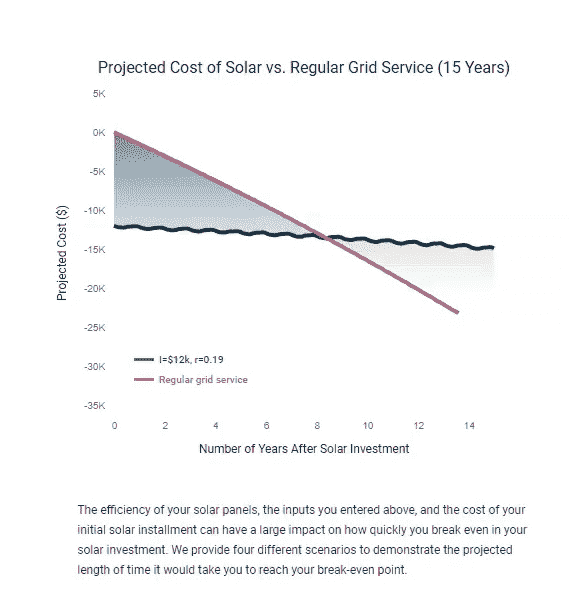 Projected Cost of Solar vs. Regular Grid Service (15 Years)
5K
0K
-5K
-10K
-15K
-20K
-25K
-30K
-35K
Projected Cost ($)
I=$12k, r=0.19
Regular grid service
0 2 4 6 8 10 12 14
Number of Years After Solar Investment
The efficiency of your solar panels, the inputs you entered above, and the cost of your
initial solar installment can have a large impact on how quickly you break even in your
solar investment. We provide four different scenarios to demonstrate the projected
length of time it would take you to reach your break-even point.